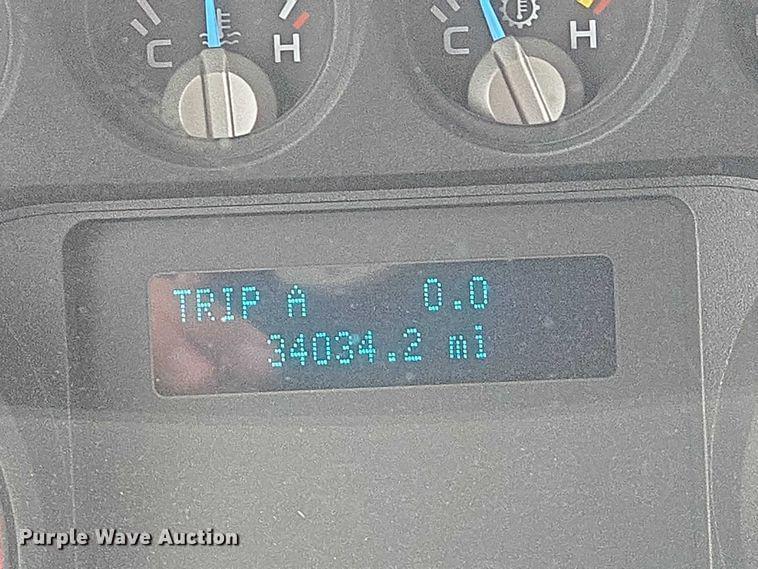 C H C H
TRIP A 0.0
34034.2 mi
Purple Wave Auction